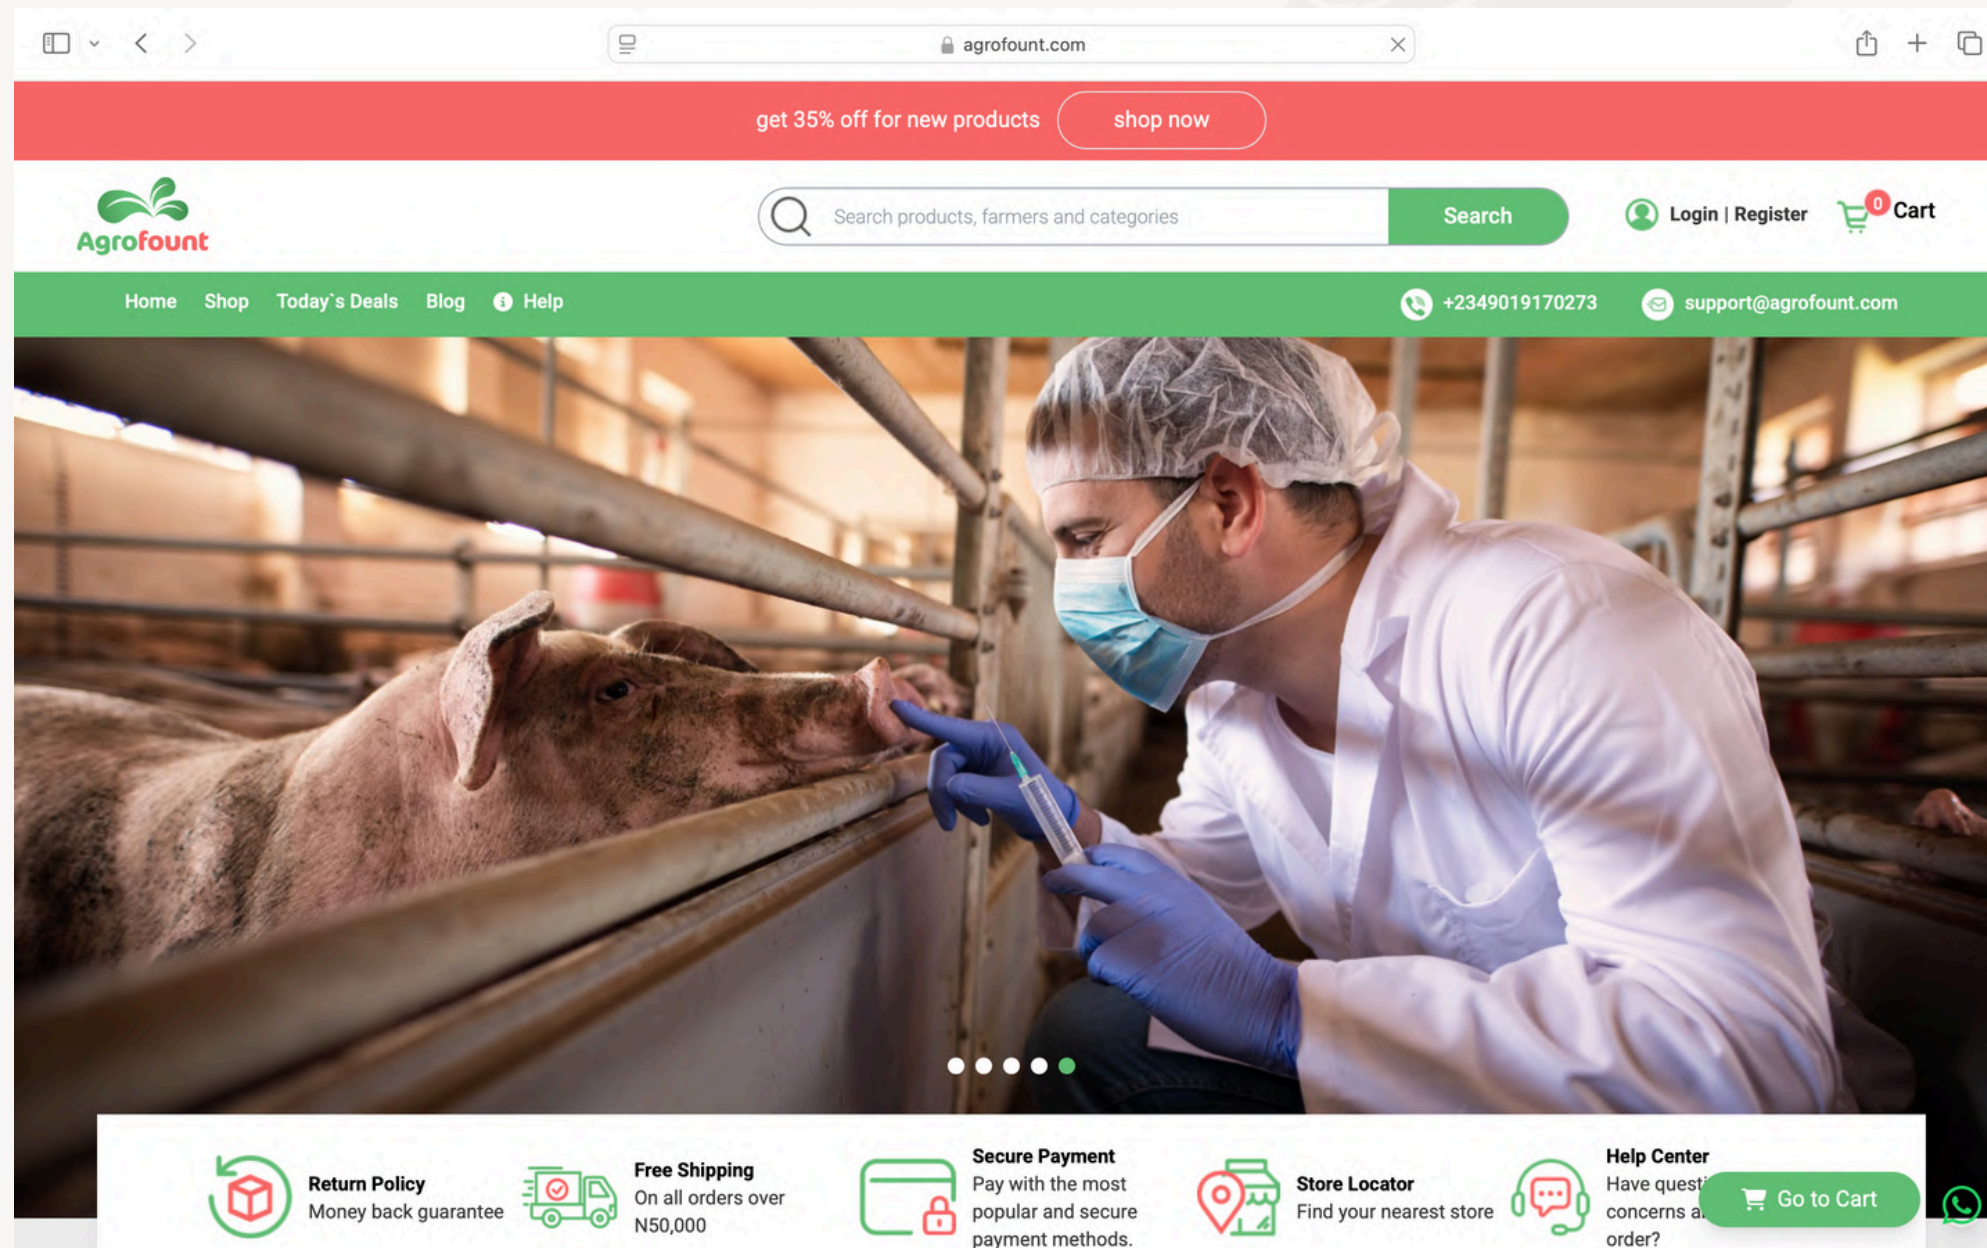 agrofount.com
get 35% off for new products
shop now
Agrofount
Search products, farmers and categories
Search
Login | Register
0
Cart
Home
Shop
Today`s Deals
Blog
Help
+2349019170273
support@agrofount.com
Return Policy
Money back guarantee
Free Shipping
On all orders over
N50,000
Secure Payment
Pay with the most
popular and secure
payment methods.
Store Locator
Find your nearest store
Help Center
Have questi
concerns a
order?
Go to Cart